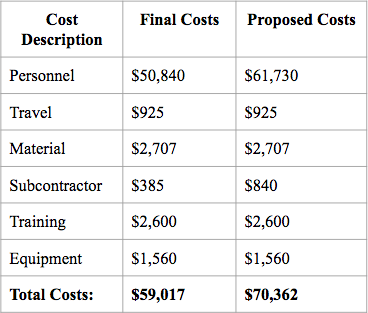 Cost Description Final Costs Proposed Costs
Personnel $50,840 $61,730
Travel $925 $925
Material $2,707 $2,707
Subcontractor $385 $840
Training $2,600 $2,600
Equipment $1,560 $1,560
Total Costs: $59,017 $70,362